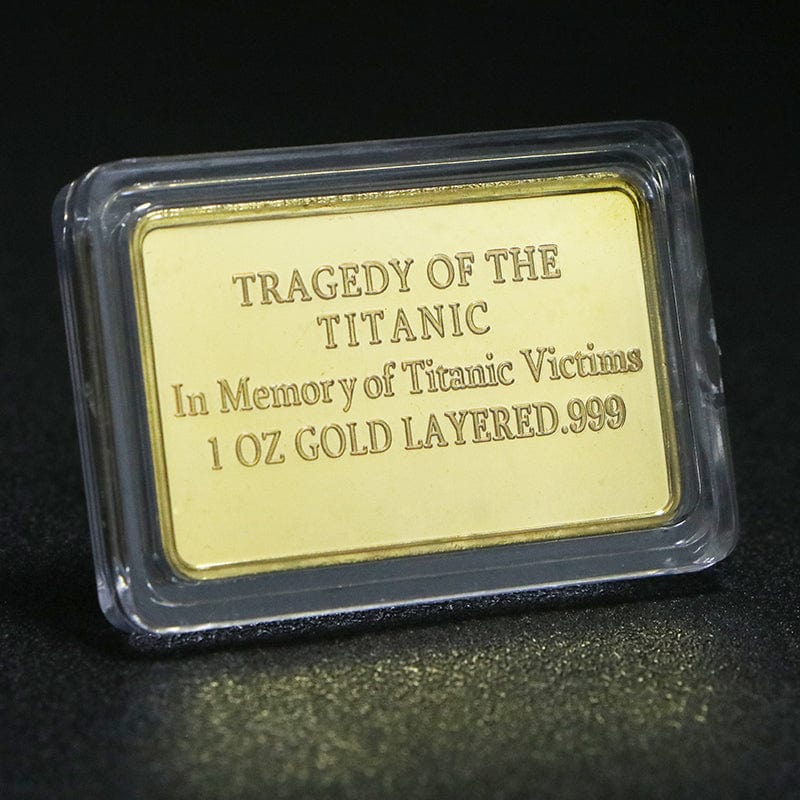 TRAGEDY OF THE
TITANIC
In Memory of Titanic Victims
1 OZ GOLD LAYERED.999